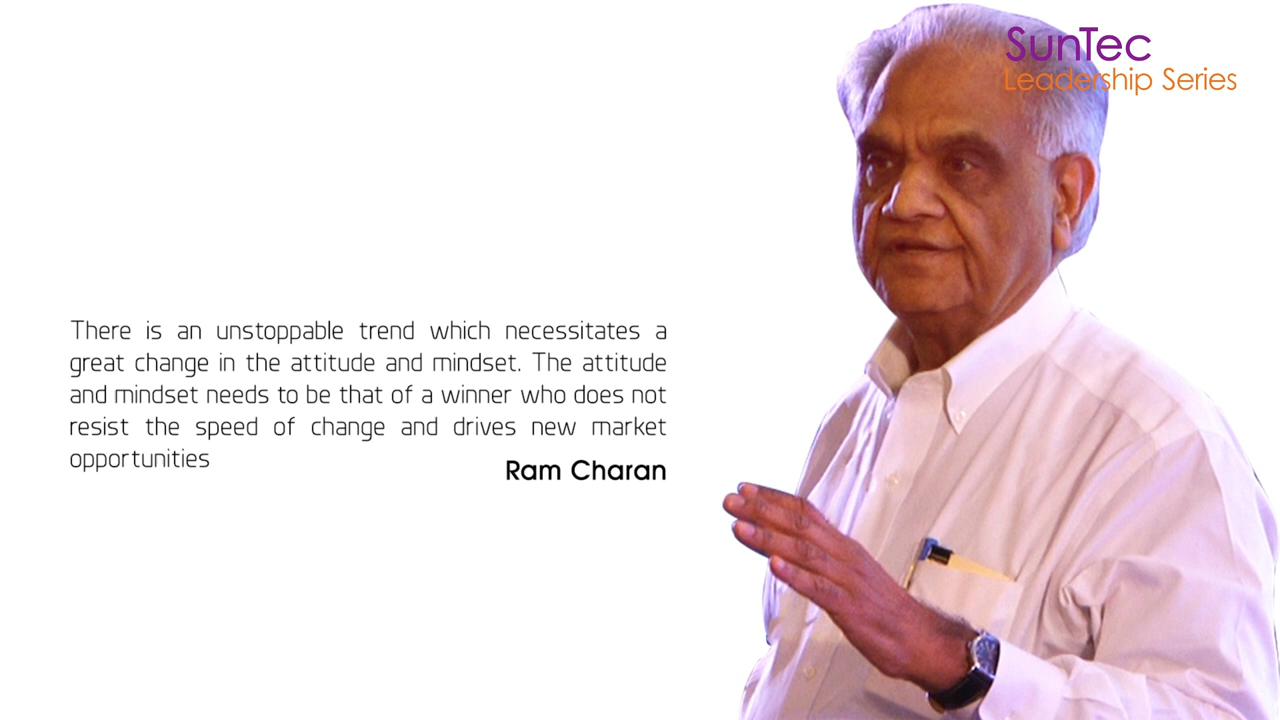 SunTec
Leadership Series
There is an unstoppable trend which necessitates a
great change in the attitude and mindset. The attitude
and mindset needs to be that of a winner who does not
resist the speed of change and drives new market
opportunities
Ram Charan